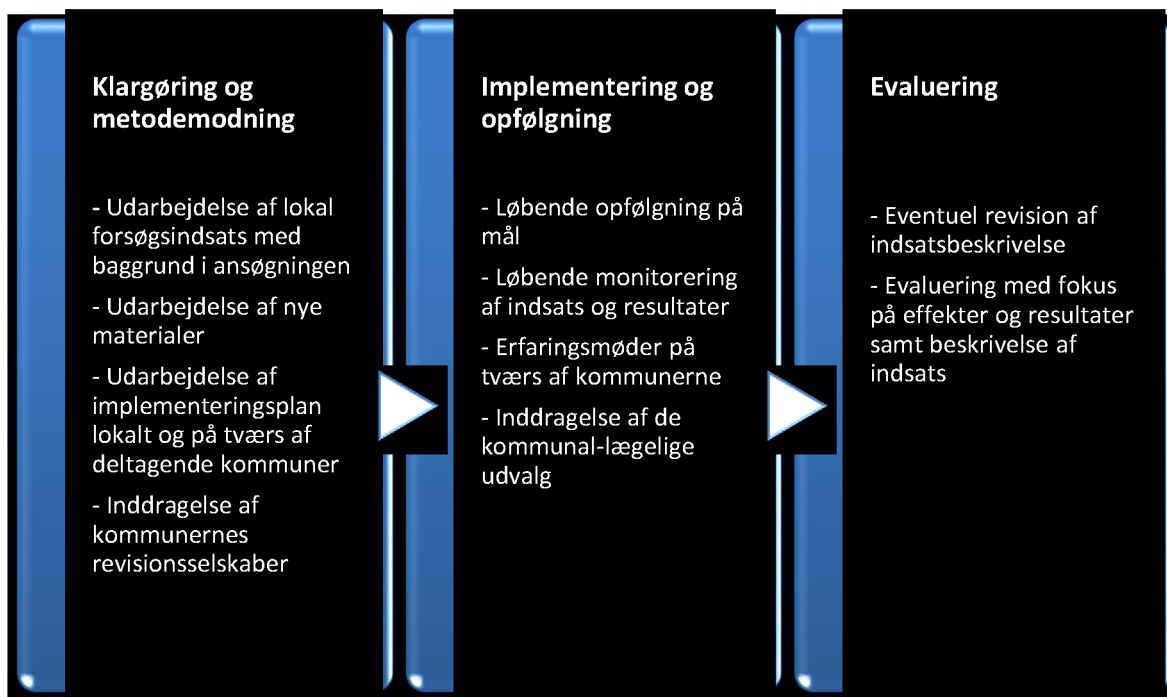 Klargøring og
metodemodning
- Udarbejdelse af lokal
forsøgsindsats med
baggrund i ansøgningen
- Udarbejdelse af nye
materialer
- Udarbejdelse af
implementeringsplan
lokalt og på tværs af
deltagende kommuner
- Inddragelse af
kommunernes
revisionsselskaber
Implementering og
opfølgning
- Løbende opfølgning på
mål
- Løbende monitorering
af indsats og resultater
- Erfaringsmøder på
tværs af kommunerne
- Inddragelse af de
kommunal-lægelige
udvalg
Evaluering
- Eventuel revision af
indsatsbeskrivelse
- Evaluering med fokus
på effekter og resultater
samt beskrivelse af
indsats